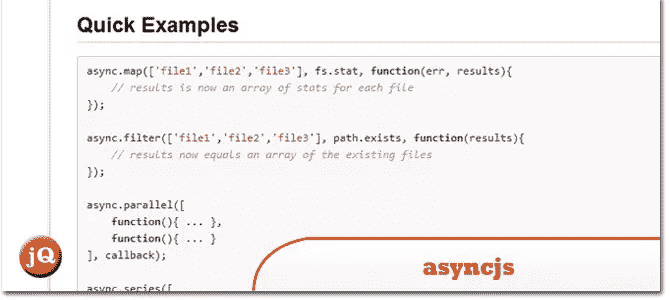 Quick Examples
async.map(['file1','file2','file3'], fs.stat, function(err, results){
// results is now an array of stats for each file
});
async.filter(['file1','file2','file3'], path.exists, function(results){
// results now equals an array of the existing files
});
async.parallel([
function(){ ... },
function(){ ... }
], callback);
async.series([
jQ
asyncjs